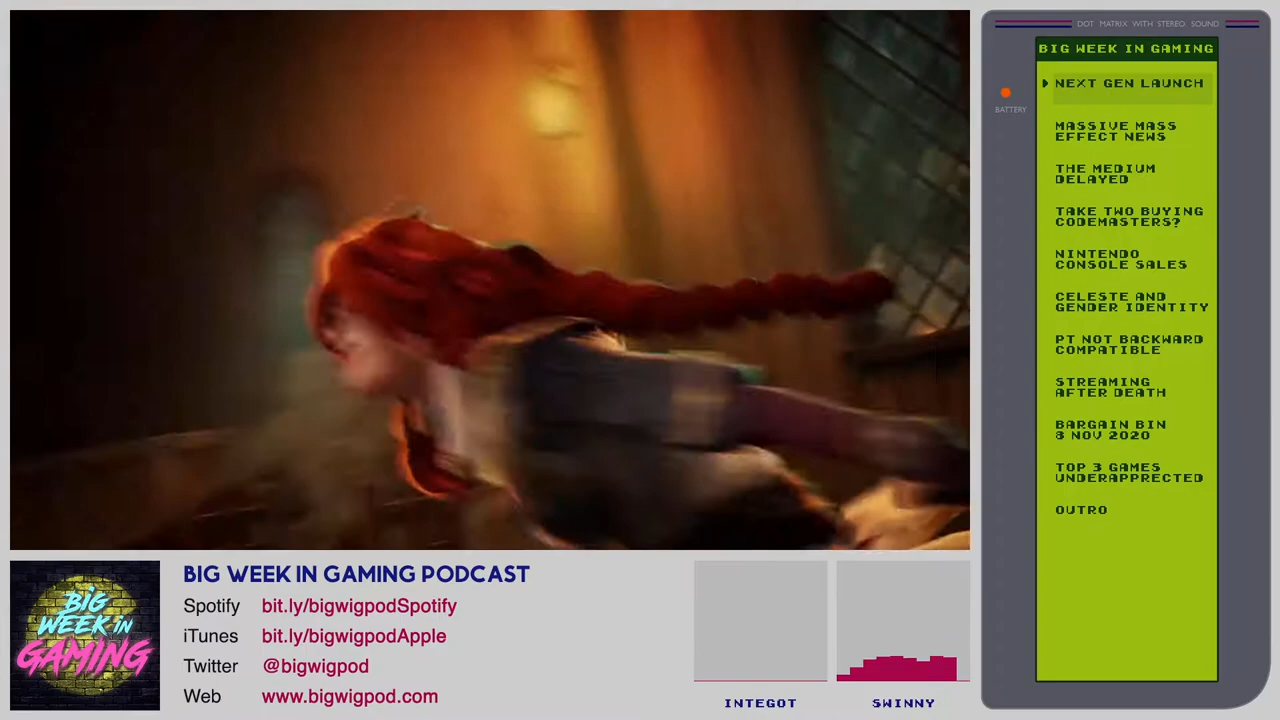 DOT MATRIX WITH STEREO SOUND
BIG WEEK IN GAMING
NEXT GEN LAUNCH
BATTERY
MASSIVE MASS
EFFECT NEWS
THE MEDIUM
DELAYED
TAKE TWO BUYING
CODEMASTERS?
NINTENDO
CONSOLE SALES
CELESTE AND
GENDER IDENTITY
PT NOT BACKWARD
COMPATIBLE
STREAMING
AFTER DEATH
BARGAIN BIN
8 NOV 2020
TOP 3 GAMES
UNDERAPPRECTED
OUTRO
BIG
WEEK IN
GAMING
BIG WEEK IN GAMING PODCAST
Spotify bit.ly/bigwigpodSpotify
iTunes bit.ly/bigwigpodApple
Twitter @bigwigpod
Web www.bigwigpod.com
INTEGOT
SWINNY